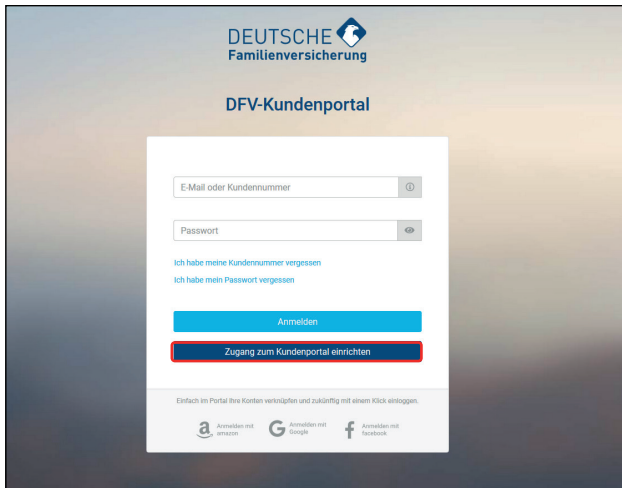 DEUTSCHE
Familienversicherung
DFV-Kundenportal
E-Mail oder Kundennummer
Passwort
Ich habe meine Kundennummer vergessen
Ich habe mein Passwort vergessen
Anmelden
Zugang zum Kundenportal einrichten
Einfach im Portal Ihre Konten verknüpfen und zukünftig mit einem Klick einloggen.
Anmelden mit
amazon
Anmelden mit
Google
Anmelden mit
facebook